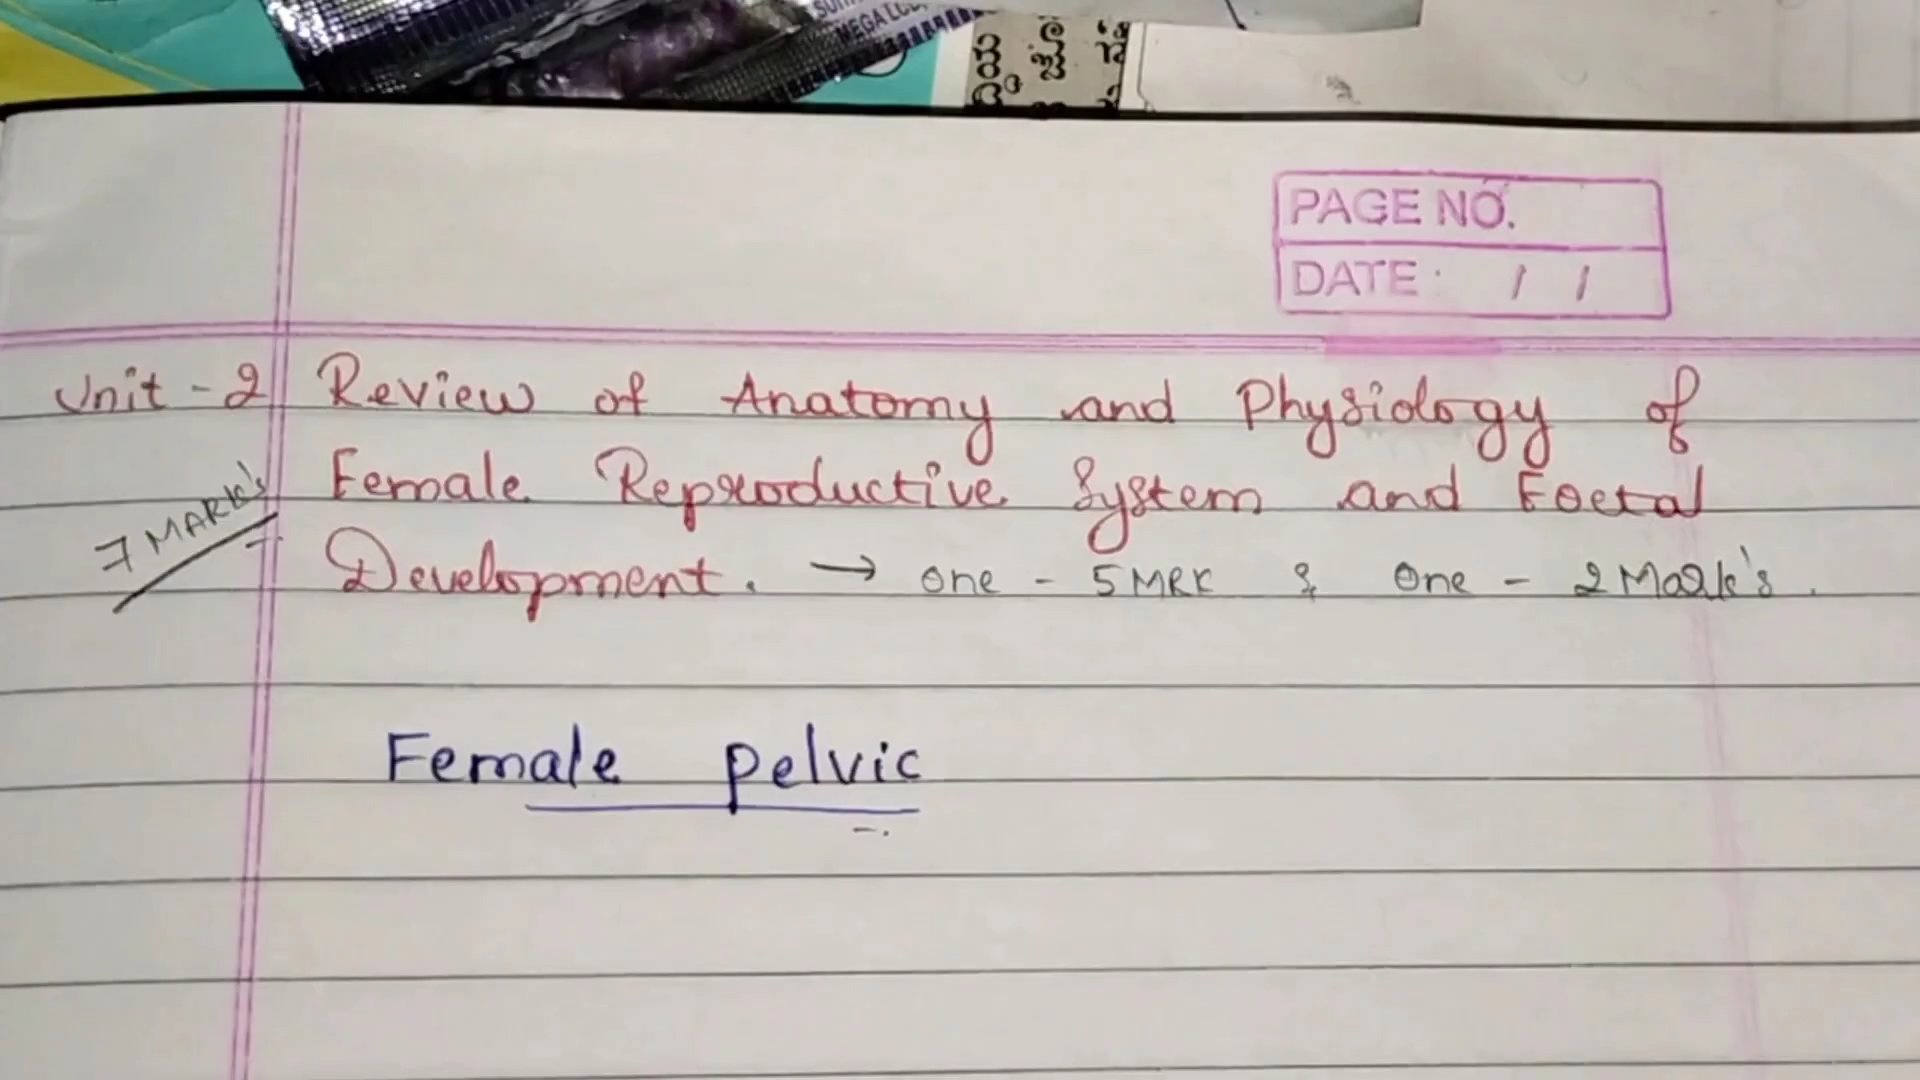 MEGA
PAGE NO.
DATE: / /
Unit - 2 Review of Anatomy and Physiology of
Female Reproductive System and Foetal
7 MARK's
Development. → one - 5 MRK & One - 2 Mark's.
Female pelvic